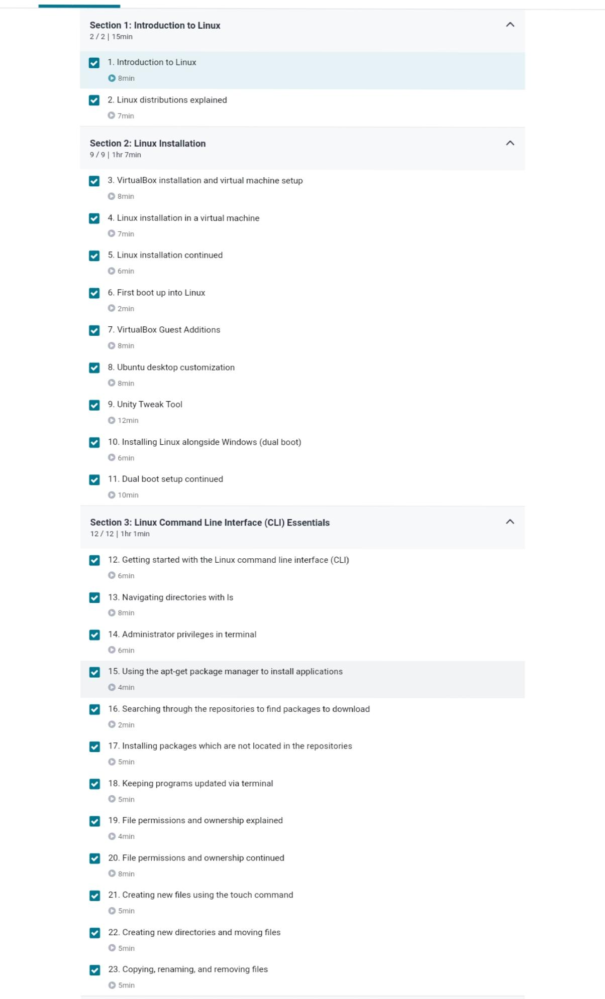 Section 1: Introduction to Linux
2 / 2 | 15min
1. Introduction to Linux
8min
2. Linux distributions explained
7min
Section 2: Linux Installation
9 / 9 | 1hr 7min
3. VirtualBox installation and virtual machine setup
8min
4. Linux installation in a virtual machine
7min
5. Linux installation continued
6min
6. First boot up into Linux
2min
7. VirtualBox Guest Additions
8min
8. Ubuntu desktop customization
8min
9. Unity Tweak Tool
12min
10. Installing Linux alongside Windows (dual boot)
6min
11. Dual boot setup continued
10min
Section 3: Linux Command Line Interface (CLI) Essentials
12 / 12 | 1hr 1min
12. Getting started with the Linux command line interface (CLI)
6min
13. Navigating directories with ls
8min
14. Administrator privileges in terminal
6min
15. Using the apt-get package manager to install applications
4min
16. Searching through the repositories to find packages to download
2min
17. Installing packages which are not located in the repositories
5min
18. Keeping programs updated via terminal
5min
19. File permissions and ownership explained
4min
20. File permissions and ownership continued
8min
21. Creating new files using the touch command
5min
22. Creating new directories and moving files
5min
23. Copying, renaming, and removing files
5min